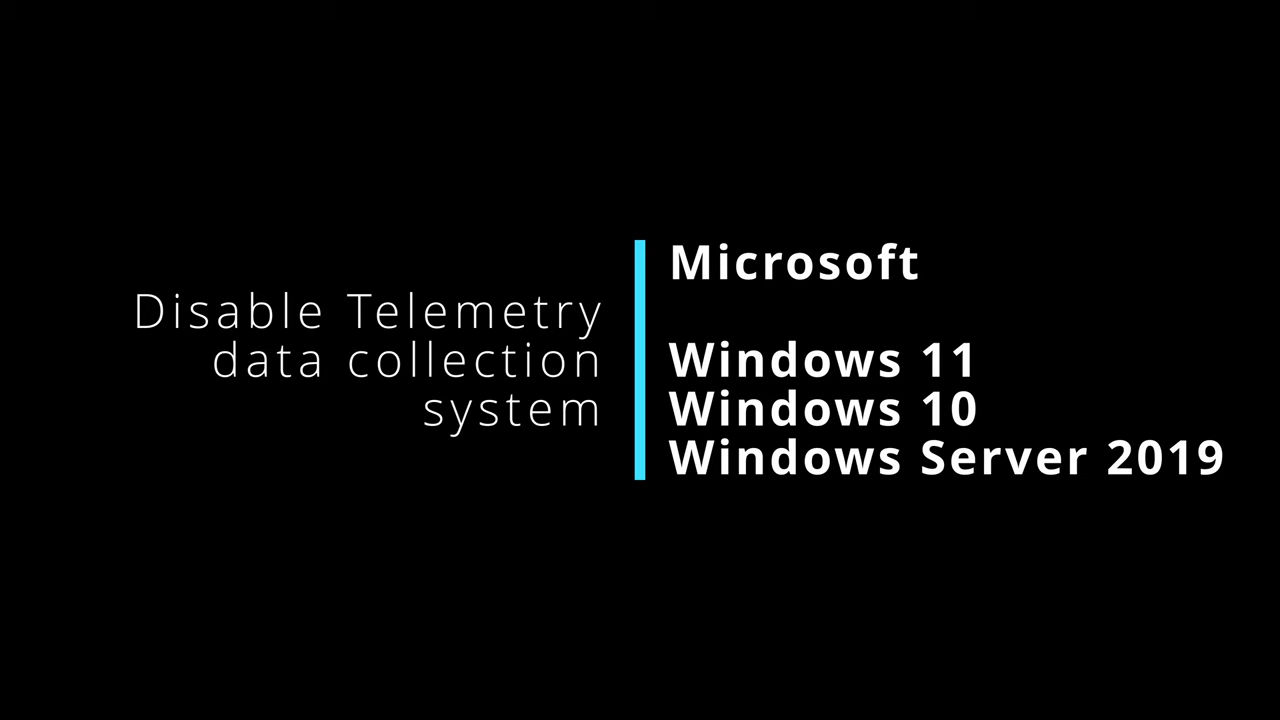 Disable Telemetry
data collection
system
Microsoft
Windows 11
Windows 10
Windows Server 2019